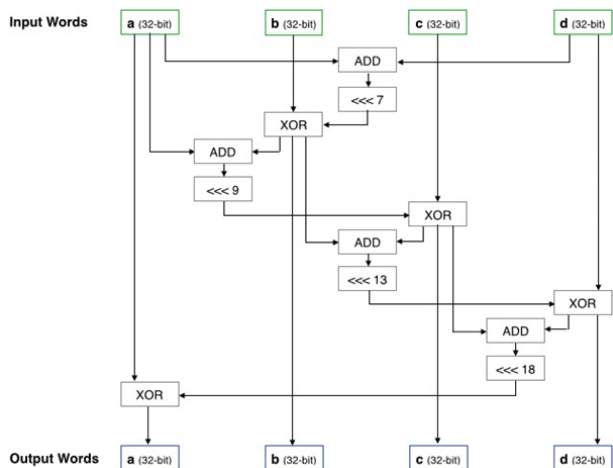 Input Words a (32-bit) b (32-bit) c (32-bit) d (32-bit)
ADD
<<< 7
XOR
ADD
<<< 9
XOR
ADD
<<< 13
XOR
ADD
<<< 18
XOR
Output Words a (32-bit) b (32-bit) c (32-bit) d (32-bit)